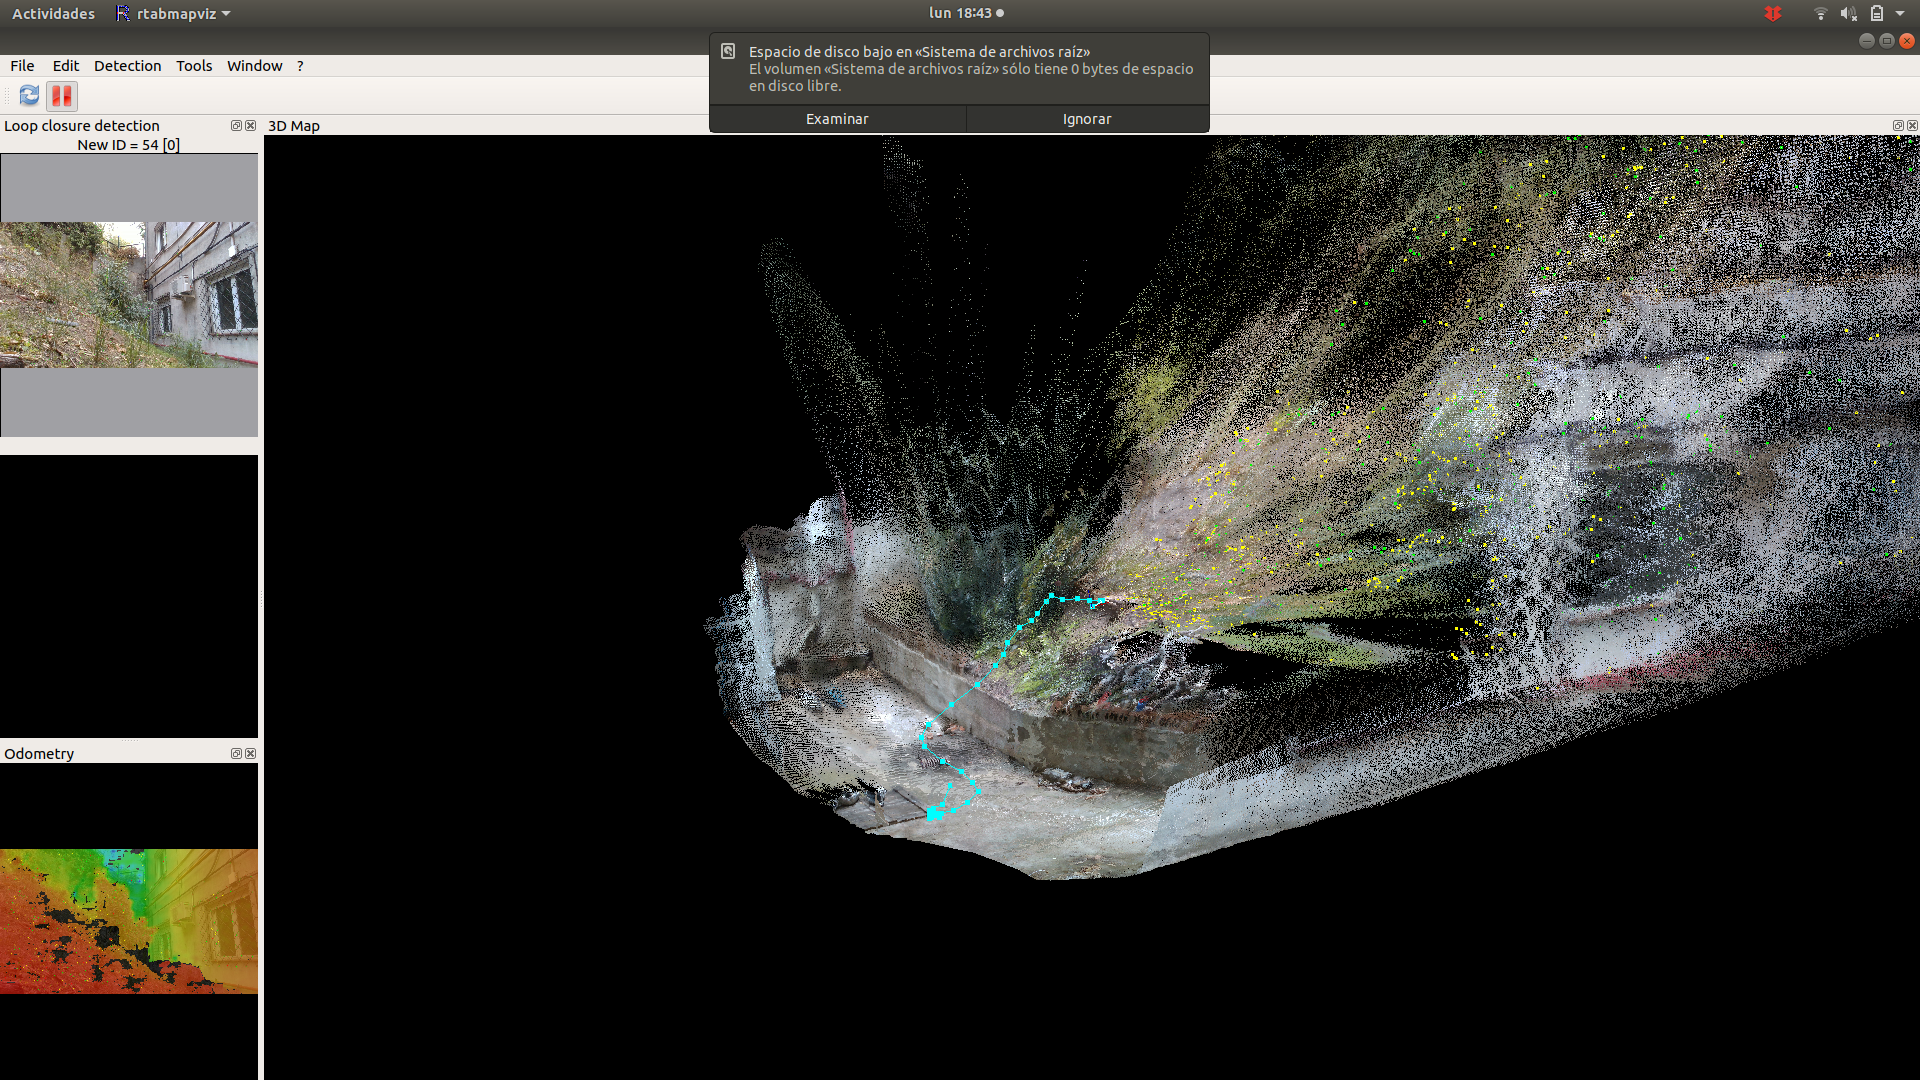 Actividades rtabmapviz lun 18:43
Espacio de disco bajo en «Sistema de archivos raíz»
El volumen «Sistema de archivos raíz» sólo tiene 0 bytes de espacio
en disco libre.
Examinar Ignorar
File Edit Detection Tools Window ?
Loop closure detection
New ID = 54 [0]
3D Map
Odometry